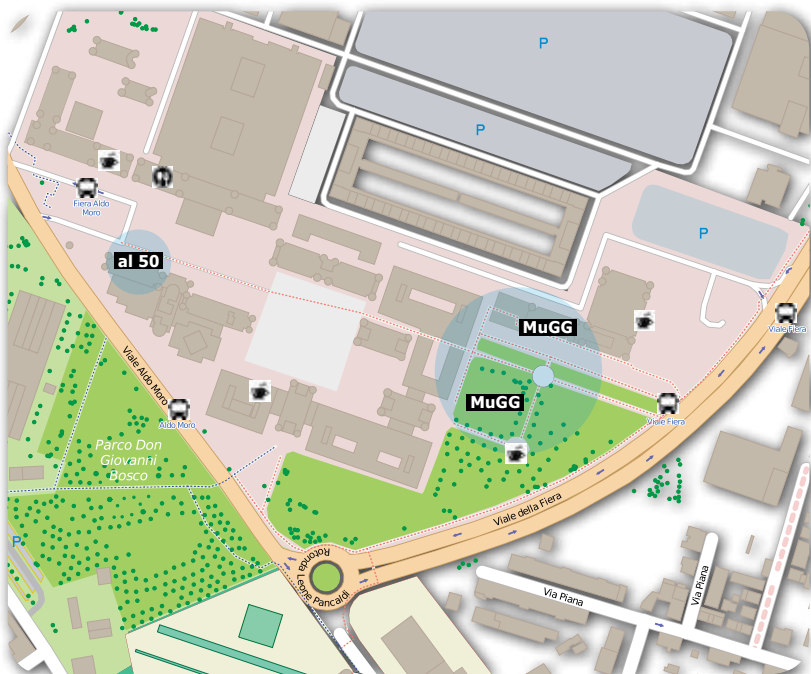 P
P
Fiera Aldo
Moro
P
al 50
MuGG
Viale Fiera
Viale Aldo Moro
MuGG
Aldo Moro
Viale Fiera
Parco Don
Giovanni
Bosco
Viale della Fiera
P
Rotonda
Leone Pancaldi
Via Piana
Via Piana